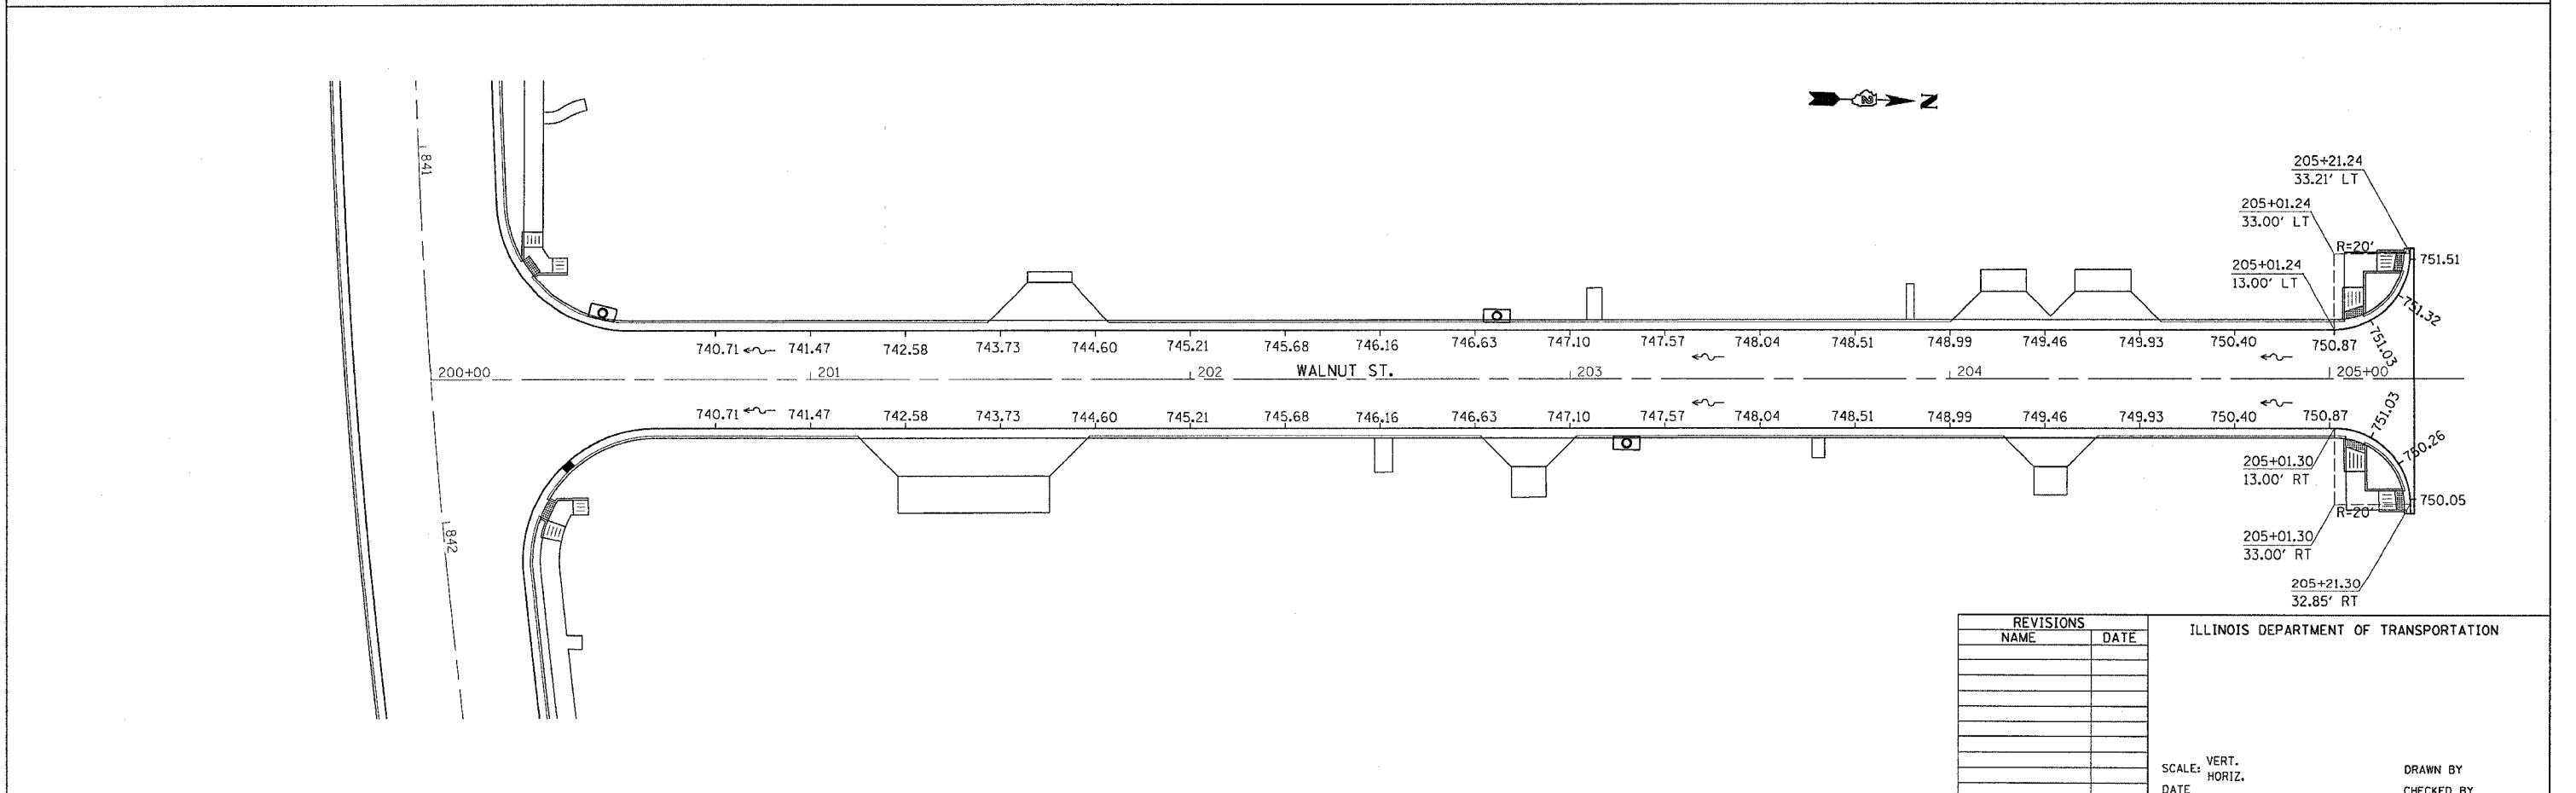 N
841
205+21.24
33.21' LT
205+01.24
33.00' LT
R=20'
205+01.24
13.00' LT
751.51
751.32
751.03
740.71 741.47 742.58 743.73 744.60 745.21 745.68 746.16 746.63 747.10 747.57 748.04 748.51 748.99 749.46 749.93 750.40 750.87
200+00 201 202 WALNUT ST. 203 204 205+00
740.71 741.47 742.58 743.73 744.60 745.21 745.68 746.16 746.63 747.10 747.57 748.04 748.51 748.99 749.46 749.93 750.40 750.87
751.03
750.26
750.05
205+01.30
13.00' RT
R=20'
205+01.30
33.00' RT
205+21.30
32.85' RT
842
REVISIONS
NAME DATE
ILLINOIS DEPARTMENT OF TRANSPORTATION
SCALE: VERT.
HORIZ.
DATE
DRAWN BY
CHECKED BY